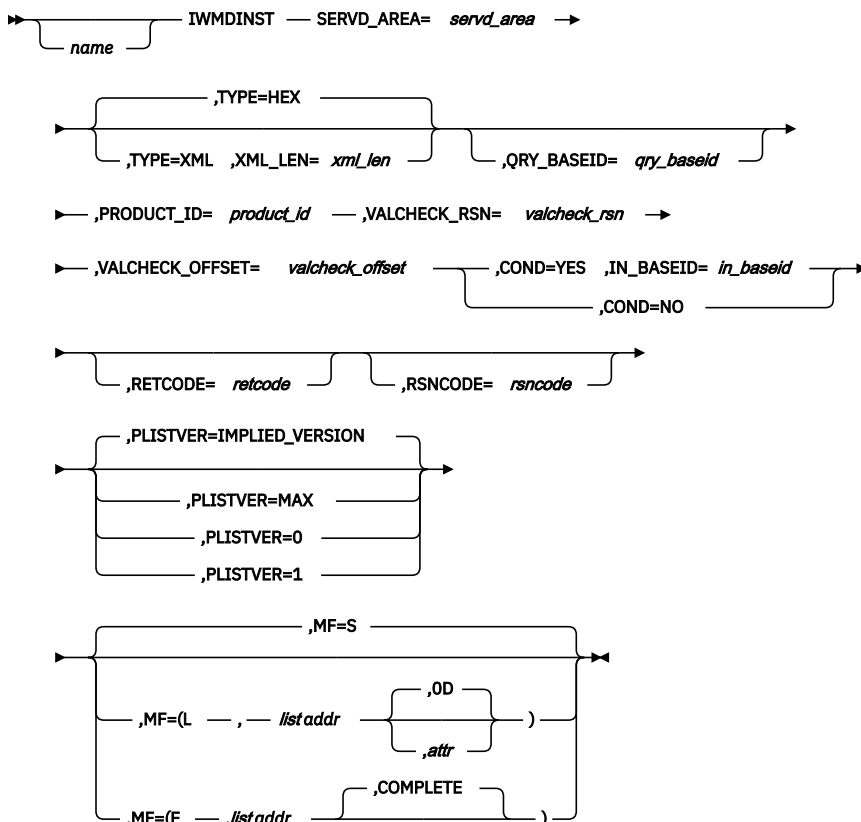 IWMDINST SERVD_AREA= servd_area
name
,TYPE=HEX
,TYPE=XML ,XML_LEN= xml_len ,QRY_BASEID= qry_baseid
,PRODUCT_ID= product_id ,VALCHECK_RSN= valcheck_rsn
,VALCHECK_OFFSET= valcheck_offset ,COND=YES ,IN_BASEID= in_baseid
,COND=NO
,RETCODE= retcode ,RSNCODE= rsncode
,PLISTVER=IMPLIED_VERSION
,PLISTVER=MAX
,PLISTVER=0
,PLISTVER=1
,MF=S
,0D
,MF=(L , list addr )
,attr
,COMPLETE
,MF=(E ,list addr )